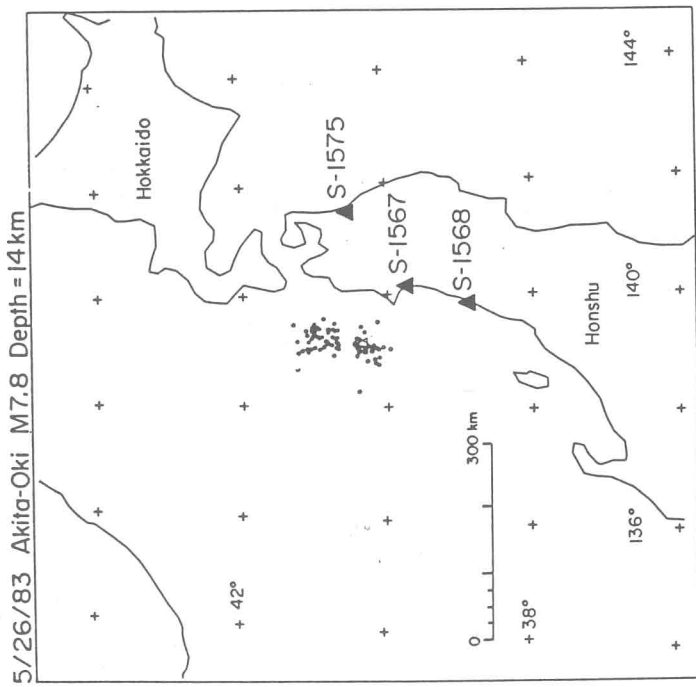 5/26/83 Akita-Oki M7.8 Depth = 14 km
Hokkaido
S-1575
S-1567
S-1568
Honshu
42°
38°
136°
140°
144°
0 300 km